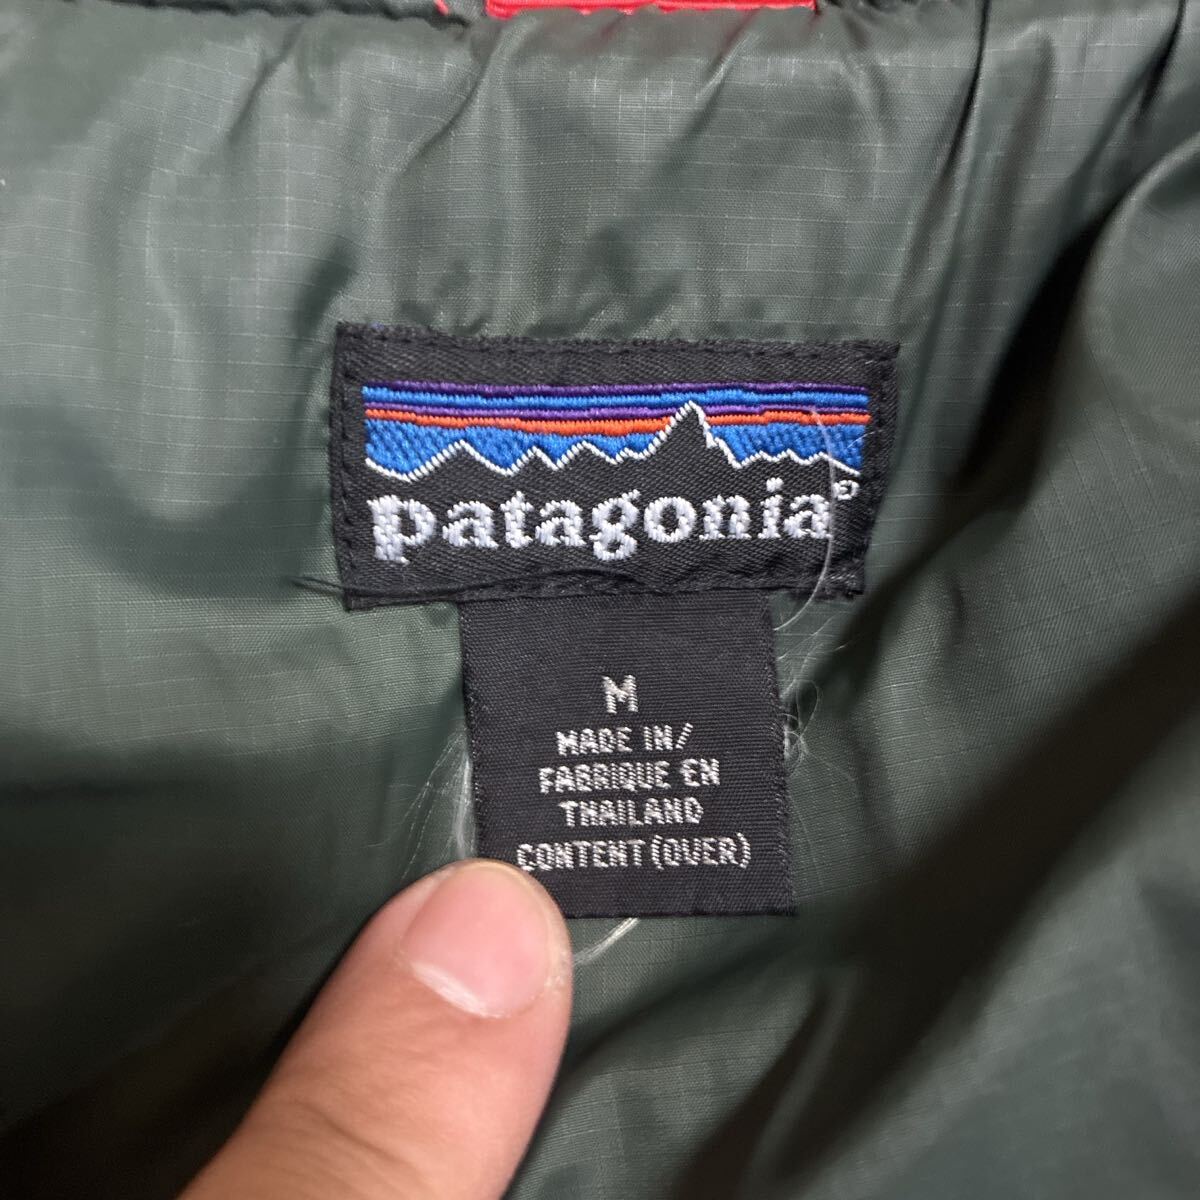 patagonia®
M
MADE IN/
FABRIQUE EN
THAILAND
CONTENT (OVER)